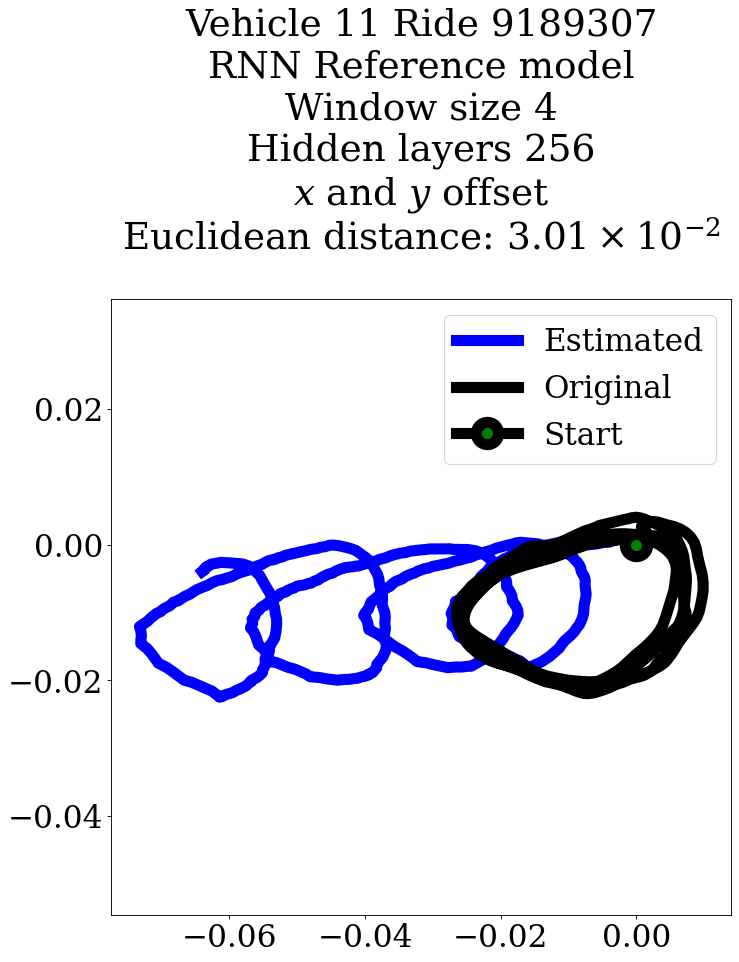 Vehicle 11 Ride 9189307
RNN Reference model
Window size 4
Hidden layers 256
x and y offset
Euclidean distance: 3.01 × 10⁻²
Estimated
Original
Start
0.02
0.00
−0.02
−0.04
−0.06 −0.04 −0.02 0.00